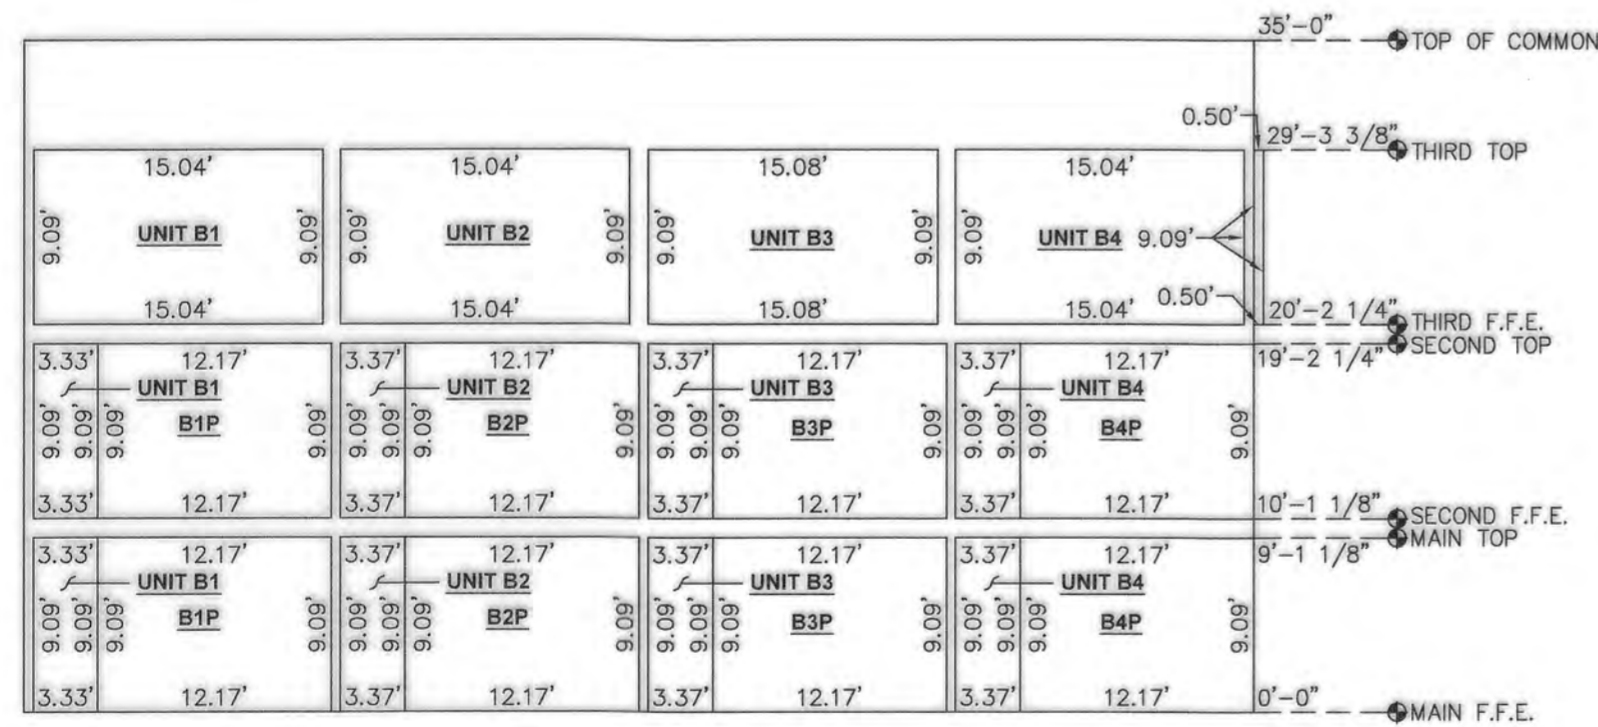 35'-0"
TOP OF COMMON
0.50'
29'-3 3/8"
THIRD TOP
15.04' 15.04' 15.08' 15.04'
9.09' UNIT B1 9.09' 9.09' UNIT B2 9.09' 9.09' UNIT B3 9.09' 9.09' UNIT B4 9.09'
15.04' 15.04' 15.08' 15.04'
0.50'
20'-2 1/4"
THIRD F.F.E.
SECOND TOP
19'-2 1/4"
3.33' 12.17' 3.37' 12.17' 3.37' 12.17' 3.37' 12.17'
UNIT B1 UNIT B2 UNIT B3 UNIT B4
9.09' 9.09' 9.09' B1P 9.09' 9.09' 9.09' 9.09' B2P 9.09' 9.09' 9.09' 9.09' B3P 9.09' 9.09' 9.09' 9.09' B4P 9.09'
3.33' 12.17' 3.37' 12.17' 3.37' 12.17' 3.37' 12.17'
10'-1 1/8"
SECOND F.F.E.
MAIN TOP
9'-1 1/8"
3.33' 12.17' 3.37' 12.17' 3.37' 12.17' 3.37' 12.17'
UNIT B1 UNIT B2 UNIT B3 UNIT B4
9.09' 9.09' 9.09' B1P 9.09' 9.09' 9.09' 9.09' B2P 9.09' 9.09' 9.09' 9.09' B3P 9.09' 9.09' 9.09' 9.09' B4P 9.09'
3.33' 12.17' 3.37' 12.17' 3.37' 12.17' 3.37' 12.17'
0'-0"
MAIN F.F.E.